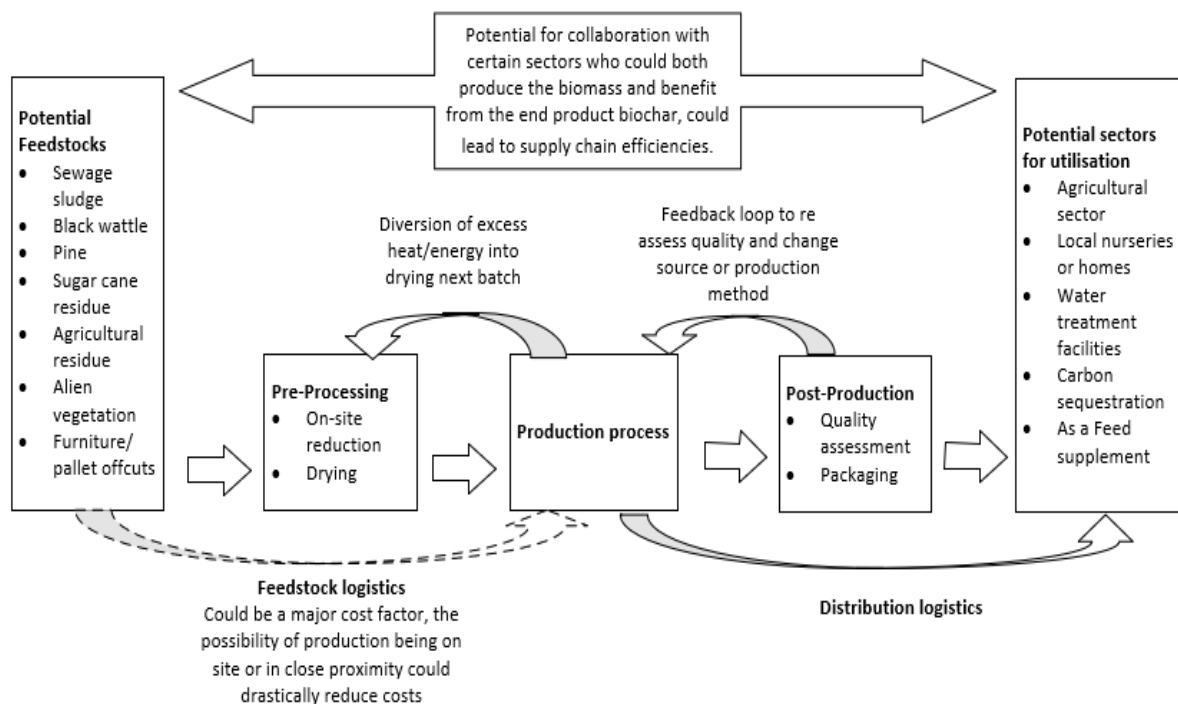 Potential for collaboration with
certain sectors who could both
produce the biomass and benefit
from the end product biochar, could
lead to supply chain efficiencies.
Potential
Feedstocks
• Sewage
sludge
• Black wattle
• Pine
• Sugar cane
residue
• Agricultural
residue
• Alien
vegetation
• Furniture/
pallet offcuts
Diversion of excess
heat/energy into
drying next batch
Feedback loop to re
assess quality and change
source or production
method
Pre-Processing
• On-site
reduction
• Drying
Production process
Post-Production
• Quality
assessment
• Packaging
Potential sectors
for utilisation
• Agricultural
sector
• Local nurseries
or homes
• Water
treatment
facilities
• Carbon
sequestration
• As a Feed
supplement
Feedstock logistics
Could be a major cost factor, the
possibility of production being on
site or in close proximity could
drastically reduce costs
Distribution logistics